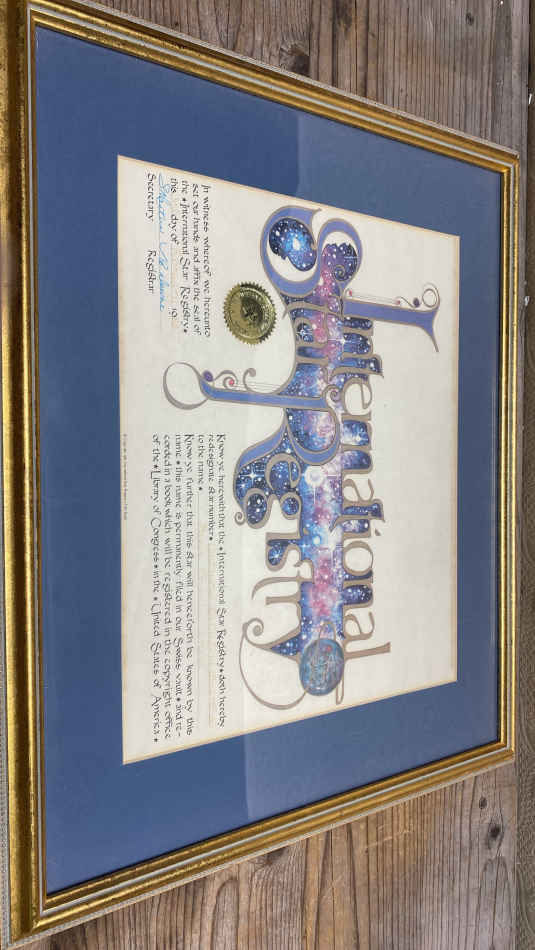 International
Star Registry
Know ye herewith that the ★ International Star Registry ★ doth hereby
redesignate star number ★
to the name ★
Know ye further that this star will henceforth be known by this
name ★ this name is permanently filed in our Swiss vault ★ and re-
corded in a book which will be registered in the copyright office
of the ★ Library of Congress ★ in the ★ United States of America ★
In witness whereof we hereunto
set our hands and affix the seal of
the ★ International Star Registry ★
this day of 19
Secretary Registrar